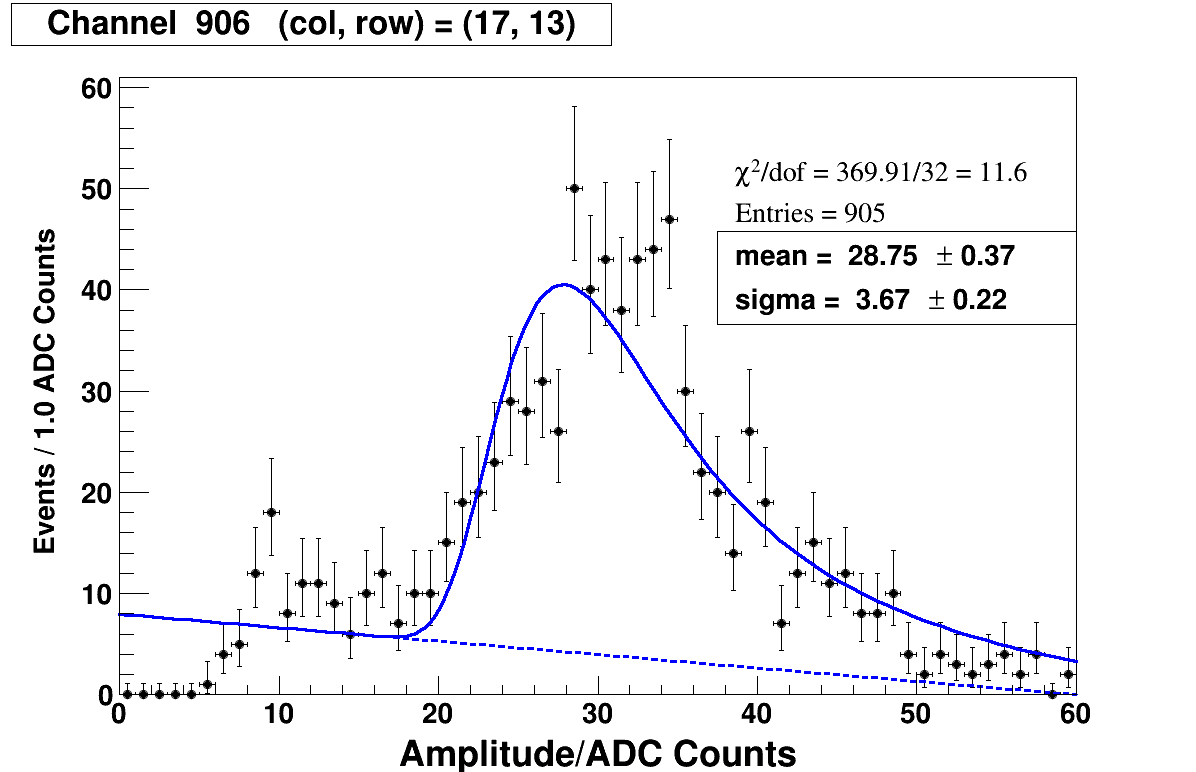 Channel 906 (col, row) = (17, 13)
χ²/dof = 369.91/32 = 11.6
Entries = 905
mean = 28.75 ± 0.37
sigma = 3.67 ± 0.22
Events / 1.0 ADC Counts
60
50
40
30
20
10
0
0 10 20 30 40 50 60
Amplitude/ADC Counts